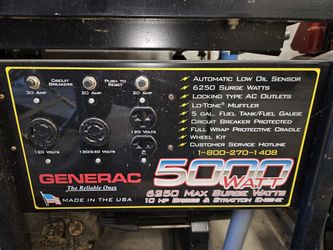 CIRCUIT BREAKERS
PUSH TO RESET
30 AMP
20 AMP
20 AMP
120 VOLTS
120 VOLTS
120/240 VOLTS
AUTOMATIC LOW OIL SENSOR
6250 SURGE WATTS
LOCKING TYPE AC OUTLETS
LO-TONE MUFFLER
5 GAL. FUEL TANK/FUEL GAUGE
CIRCUIT BREAKER PROTECTED
FULL WRAP PROTECTIVE CRADLE
WHEEL KIT
CUSTOMER SERVICE HOTLINE
1-800-270-1408
GENERAC
The Reliable Ones
MADE IN THE USA
5000
WATT
6250 MAX SURGE WATTS
10 HP BRIGGS & STRATTON ENGINE